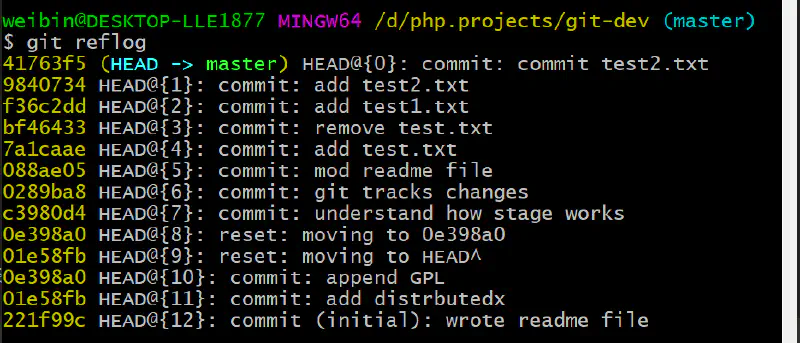 weibin@DESKTOP-LLE1877 MINGW64 /d/php.projects/git-dev (master)
$ git reflog
41763f5 (HEAD -> master) HEAD@{0}: commit: commit test2.txt
9840734 HEAD@{1}: commit: add test2.txt
f36c2dd HEAD@{2}: commit: add test1.txt
bf46433 HEAD@{3}: commit: remove test.txt
7a1caae HEAD@{4}: commit: add test.txt
088ae05 HEAD@{5}: commit: mod readme file
0289ba8 HEAD@{6}: commit: git tracks changes
c3980d4 HEAD@{7}: commit: understand how stage works
0e398a0 HEAD@{8}: reset: moving to 0e398a0
01e58fb HEAD@{9}: reset: moving to HEAD^
0e398a0 HEAD@{10}: commit: append GPL
01e58fb HEAD@{11}: commit: add distrbutedx
221f99c HEAD@{12}: commit (initial): wrote readme file